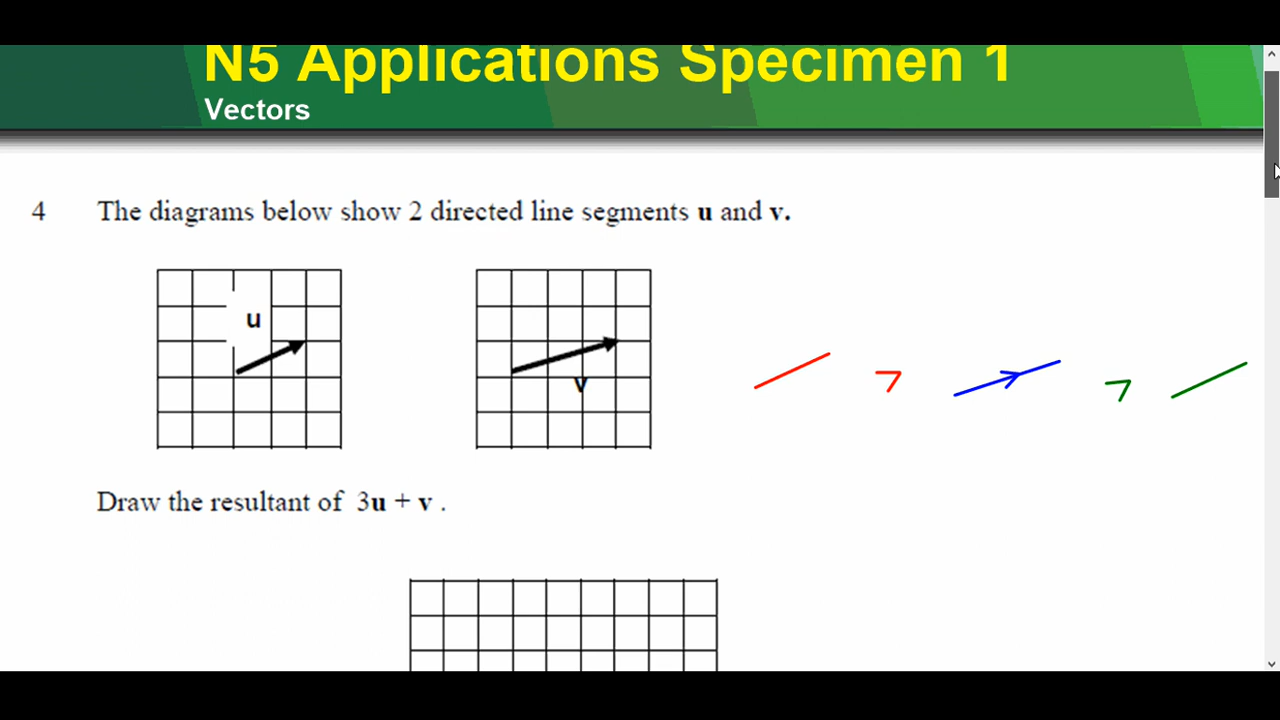 N5 Applications Specimen 1
Vectors
4 The diagrams below show 2 directed line segments u and v.
u
v
Draw the resultant of 3u + v .